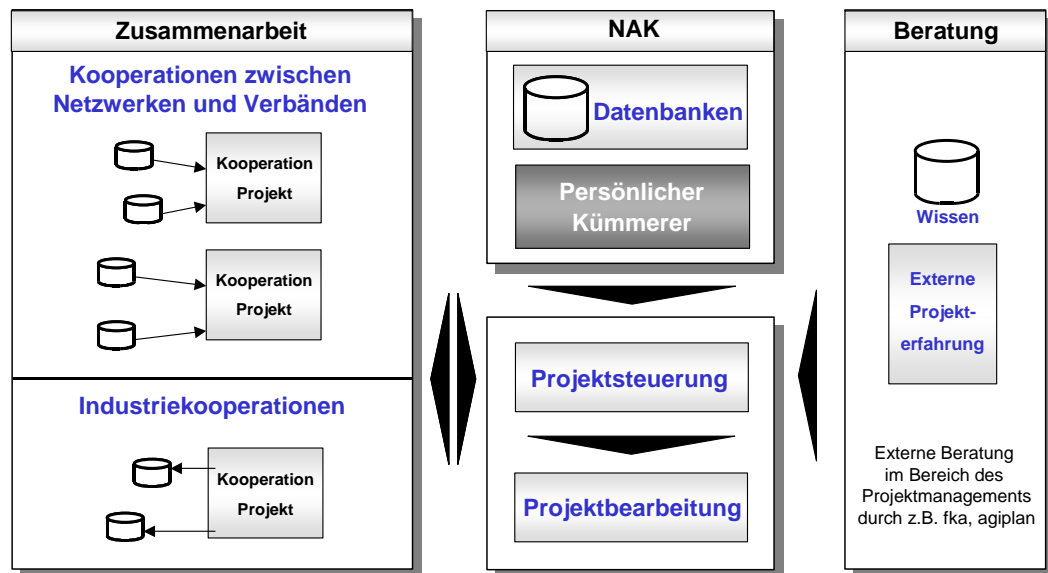 Zusammenarbeit
Kooperationen zwischen
Netzwerken und Verbänden
Kooperation
Projekt
Kooperation
Projekt
Industriekooperationen
Kooperation
Projekt
NAK
Datenbanken
Persönlicher
Kümmerer
Projektsteuerung
Projektbearbeitung
Beratung
Wissen
Externe
Projekt-
erfahrung
Externe Beratung
im Bereich des
Projektmanagements
durch z.B. fka, agiplan